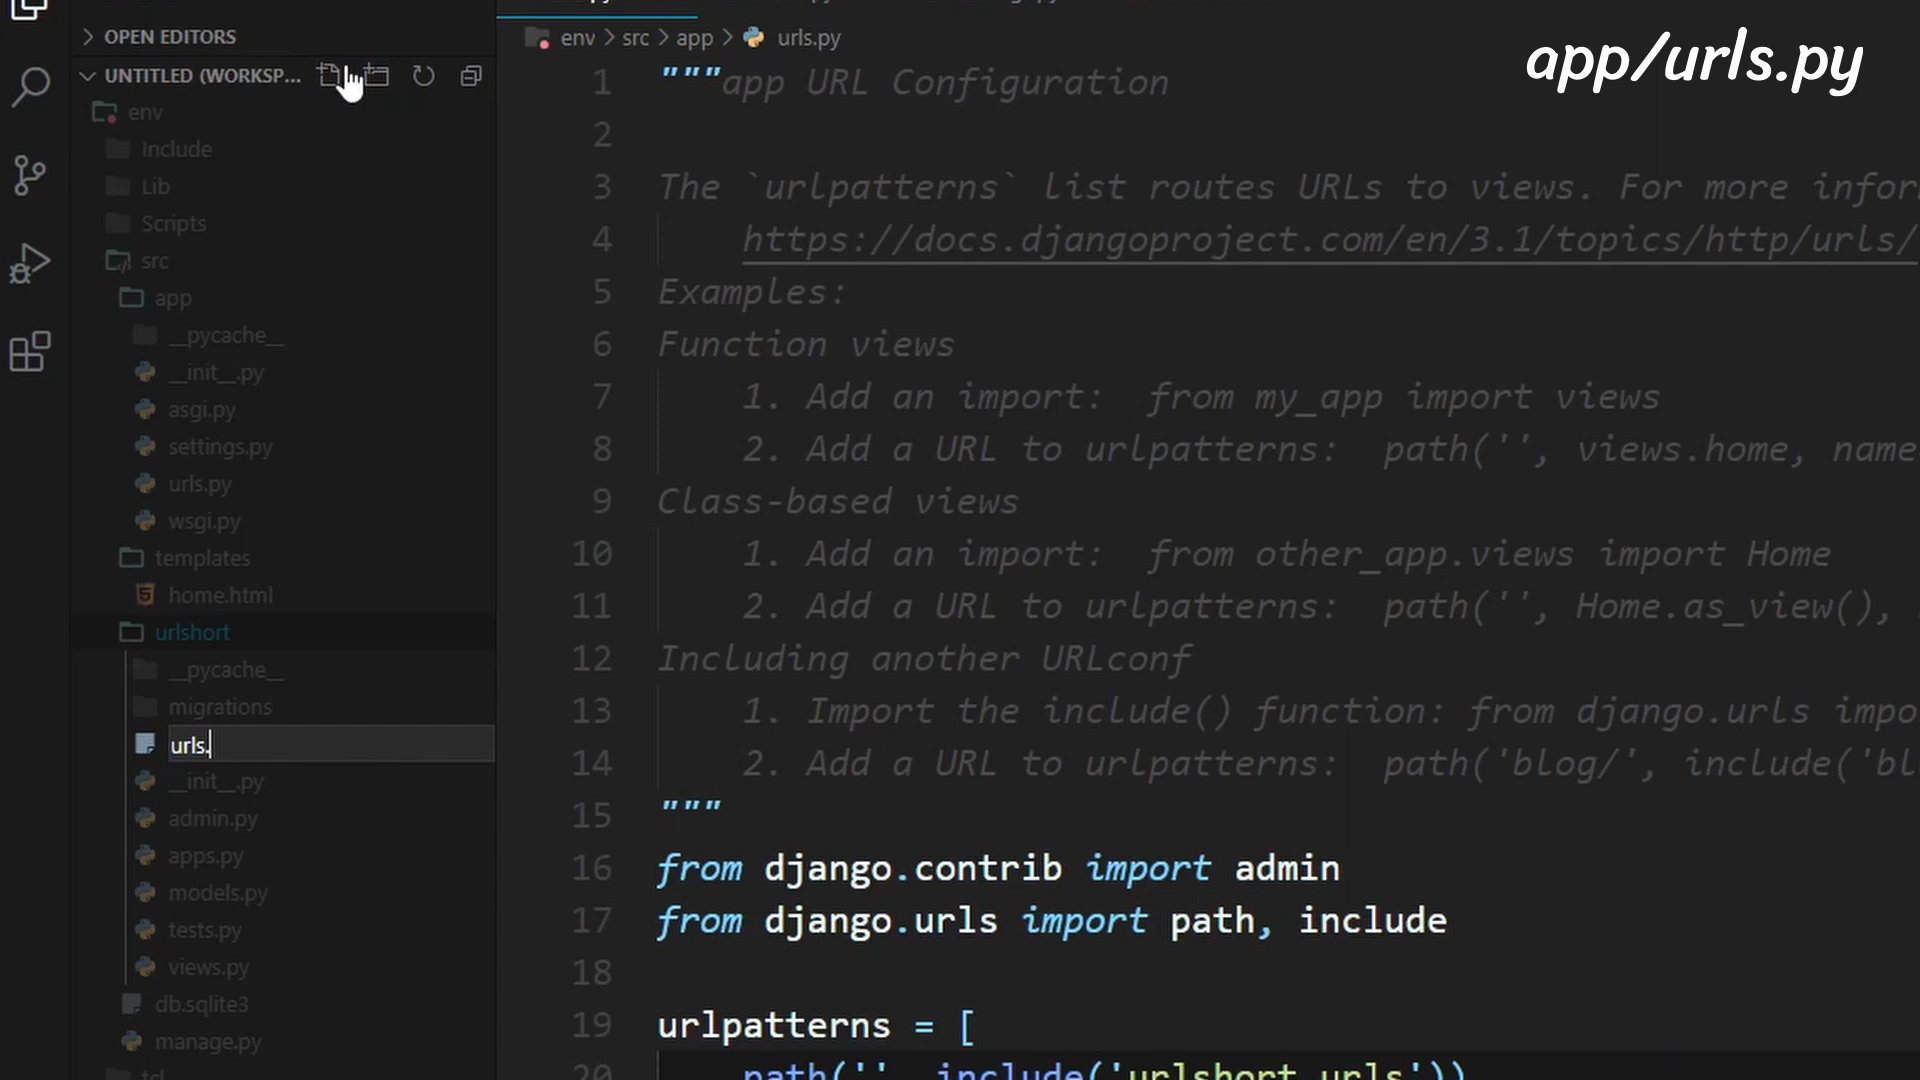 OPEN EDITORS
UNTITLED (WORKSP...
env
Include
Lib
Scripts
src
app
__pycache__
__init__.py
asgi.py
settings.py
urls.py
wsgi.py
templates
home.html
urlshort
__pycache__
migrations
urls.
__init__.py
admin.py
apps.py
models.py
tests.py
views.py
db.sqlite3
manage.py
tcl
env > src > app > urls.py
app/urls.py
1 """app URL Configuration
2
3 The `urlpatterns` list routes URLs to views. For more infor
4 https://docs.djangoproject.com/en/3.1/topics/http/urls/
5 Examples:
6 Function views
7 1. Add an import:  from my_app import views
8 2. Add a URL to urlpatterns:  path('', views.home, name
9 Class-based views
10 1. Add an import:  from other_app.views import Home
11 2. Add a URL to urlpatterns:  path('', Home.as_view(),
12 Including another URLconf
13 1. Import the include() function: from django.urls impo
14 2. Add a URL to urlpatterns:  path('blog/', include('bl
15 """
16 from django.contrib import admin
17 from django.urls import path, include
18
19 urlpatterns = [
20 path('', include('urlshort.urls'))